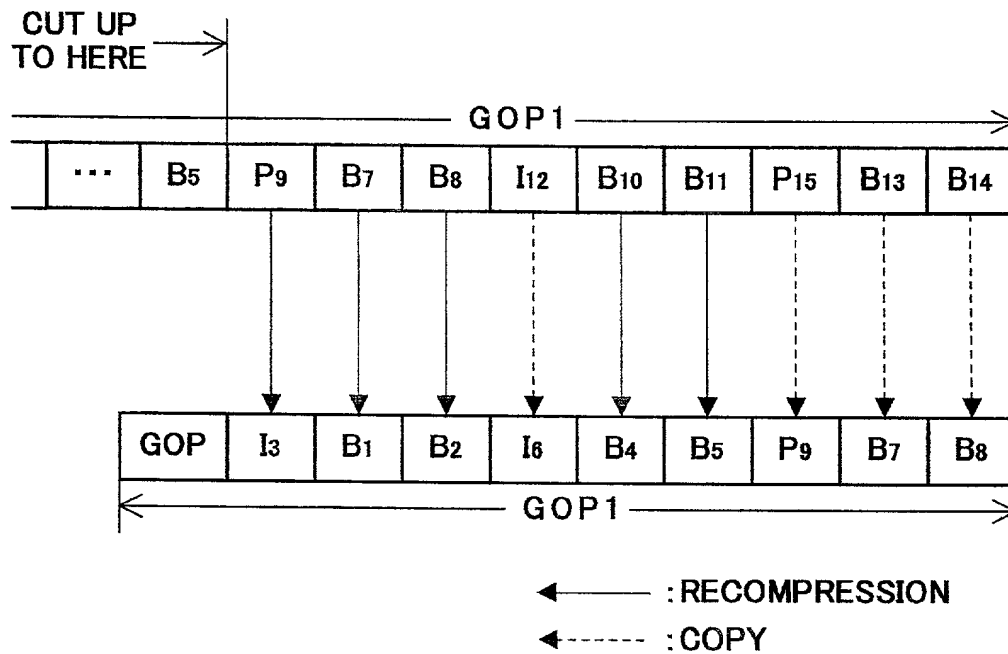 CUT UP
TO HERE
GOP1
... B5 P9 B7 B8 I12 B10 B11 P15 B13 B14
GOP I3 B1 B2 I6 B4 B5 P9 B7 B8
GOP1
:RECOMPRESSION
:COPY